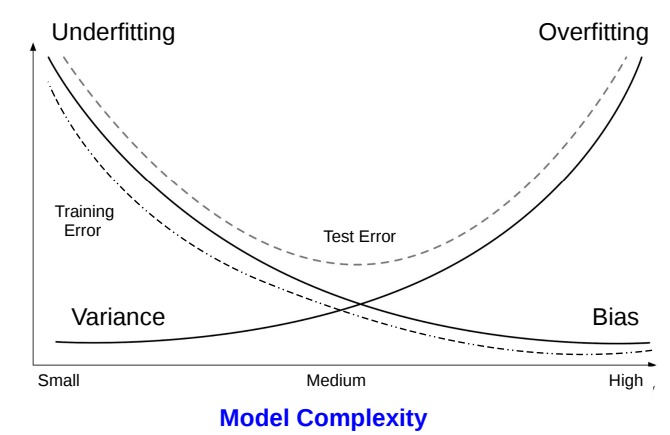 Underfitting
Overfitting
Training
Error
Test Error
Variance
Bias
Small
Medium
High
Model Complexity